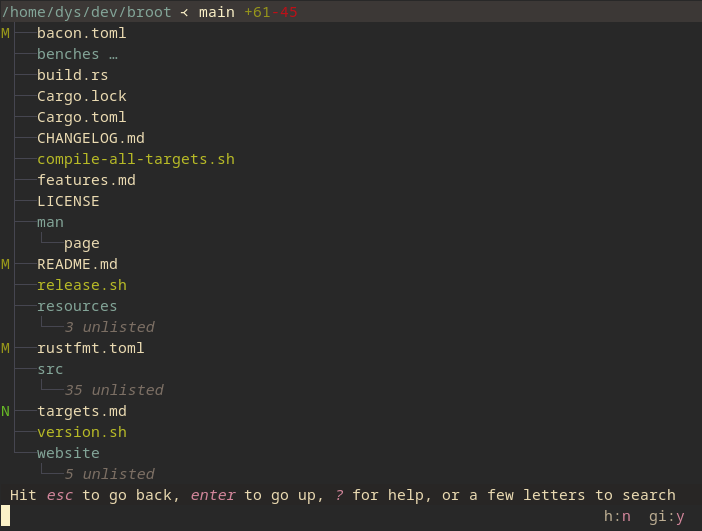 /home/dys/dev/broot ≺ main +61-45
M bacon.toml
benches …
build.rs
Cargo.lock
Cargo.toml
CHANGELOG.md
compile-all-targets.sh
features.md
LICENSE
man
page
M README.md
release.sh
resources
3 unlisted
M rustfmt.toml
src
35 unlisted
N targets.md
version.sh
website
5 unlisted
Hit esc to go back, enter to go up, ? for help, or a few letters to search
h:n gi:y